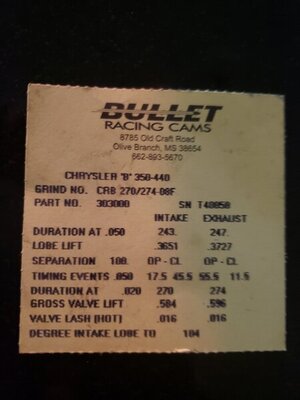 BULLET
RACING CAMS
8785 Old Craft Road
Olive Branch, MS 38654
662-893-5670
CHRYSLER 'B' 350-440
GRIND NO. CRB 270/274-08F
PART NO. 303000 SN T40858
INTAKE EXHAUST
DURATION AT .050 243. 247.
LOBE LIFT .3651 .3727
SEPARATION 108. OP - CL OP - CL
TIMING EVENTS .050 17.5 45.5 55.5 11.5
DURATION AT .020 270 274
GROSS VALVE LIFT .584 .596
VALVE LASH (HOT) .016 .016
DEGREE INTAKE LOBE TO 104